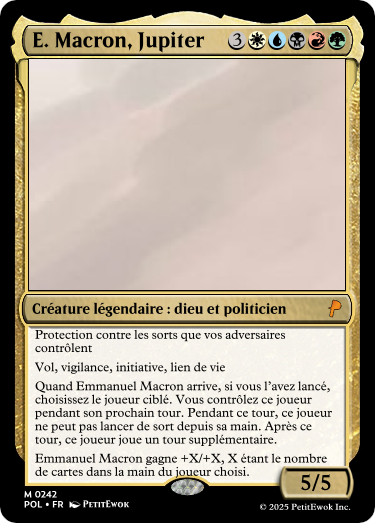 E. Macron, Jupiter 3
Créature légendaire : dieu et politicien
Protection contre les sorts que vos adversaires
contrôlent
Vol, vigilance, initiative, lien de vie
Quand Emmanuel Macron arrive, si vous l’avez lancé,
choisissez le joueur ciblé. Vous contrôlez ce joueur
pendant son prochain tour. Pendant ce tour, ce joueur
ne peut pas lancer de sort depuis sa main. Après ce
tour, ce joueur joue un tour supplémentaire.
Emmanuel Macron gagne +X/+X, X étant le nombre
de cartes dans la main du joueur choisi.
5/5
M 0242
POL • FR PetitEwok
© 2025 PetitEwok Inc.